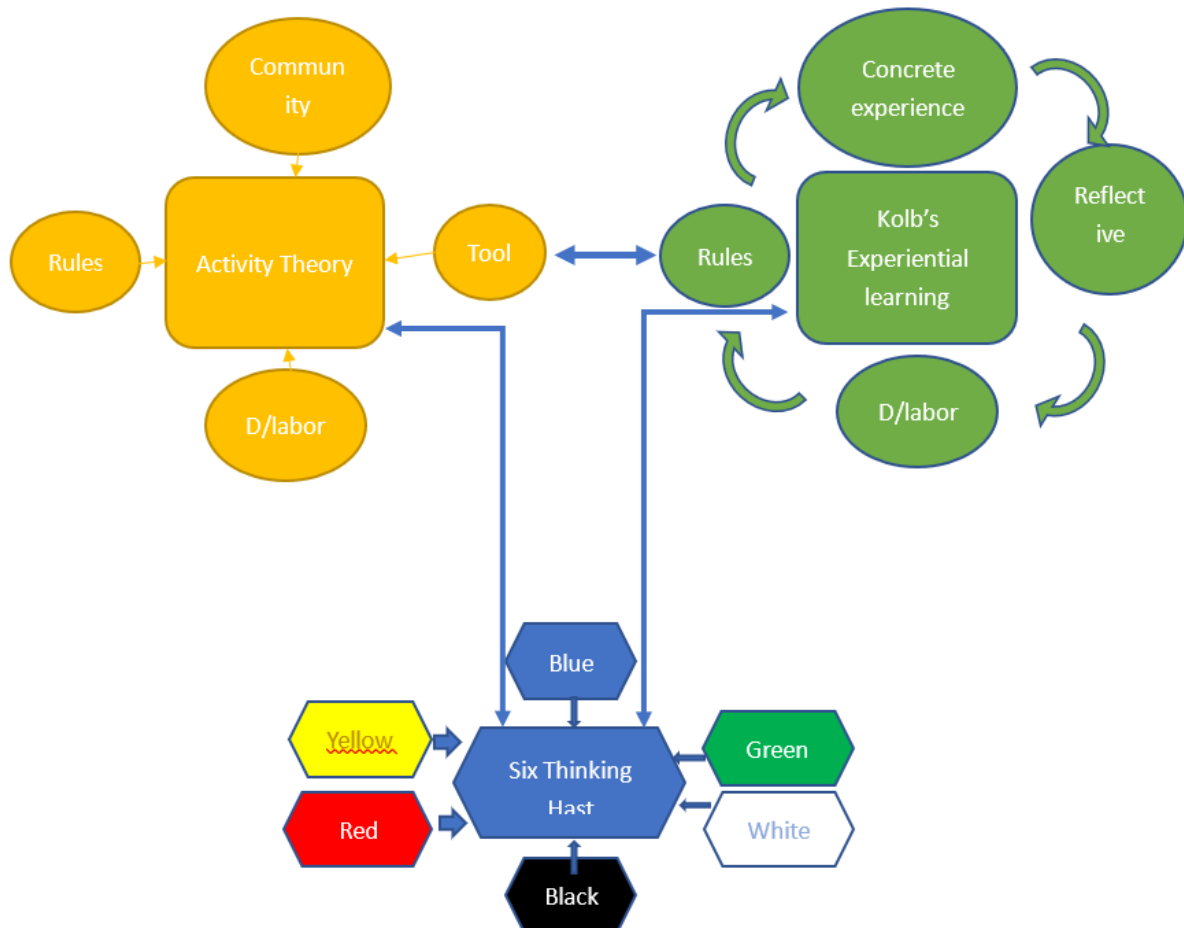 Commun
ity
Rules
Activity Theory
Tool
D/labor
Concrete
experience
Reflect
ive
Kolb's
Experiential
learning
Rules
D/labor
Blue
Yellow
Red
Six Thinking
Hast
Green
White
Black